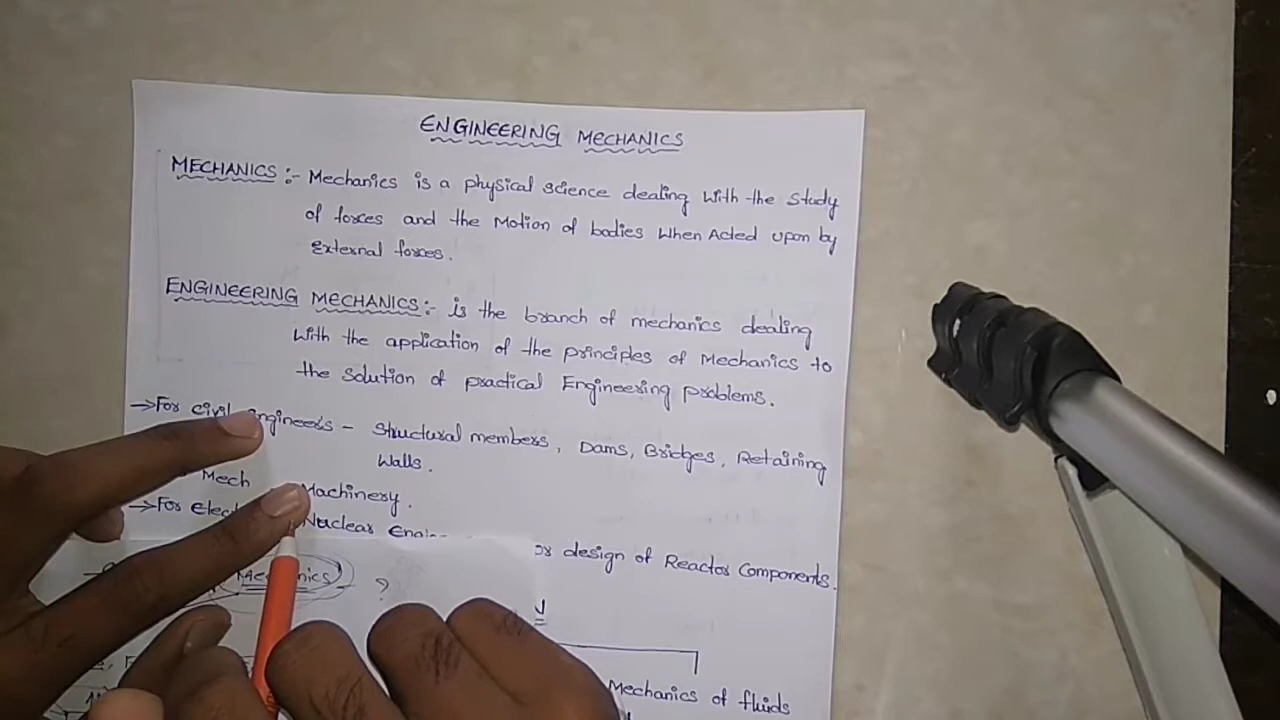 ENGINEERING MECHANICS
MECHANICS :- Mechanics is a physical science dealing with the study
of forces and the Motion of bodies when Acted upon by
External forces.
ENGINEERING MECHANICS :- is the branch of mechanics dealing
with the application of the principles of Mechanics to
the solution of practical Engineering problems.
→ For civil engineers - Structural members, Dams, Bridges, Retaining
Walls.
Mech Machinery.
→ For Nuclear design of Reactor Components.
Mechanics ?
Mechanics of fluids